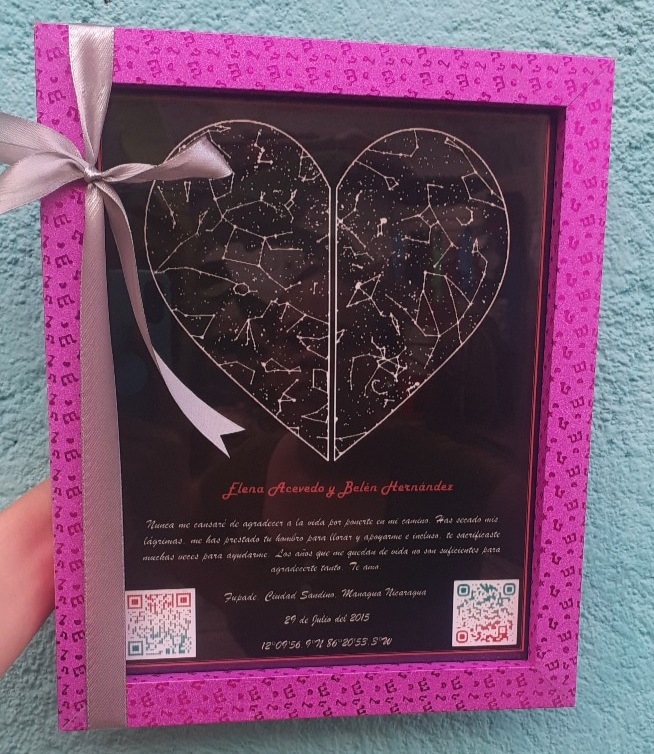 Elena Acevedo y Belén Hernández
Nunca me cansaré de agradecer a la vida por ponerte en mi camino. Has secado mis
lágrimas, me has prestado tu hombro para llorar y apoyarme e incluso, te sacrificaste
muchas veces para ayudarme. Los años que me quedan de vida no son suficientes para
agradecerte tanto. Te amo.
Fupade Ciudad Sandino, Managua Nicaragua
29 de Julio del 2015
12°09'56.9"N 86°20'53.3"W